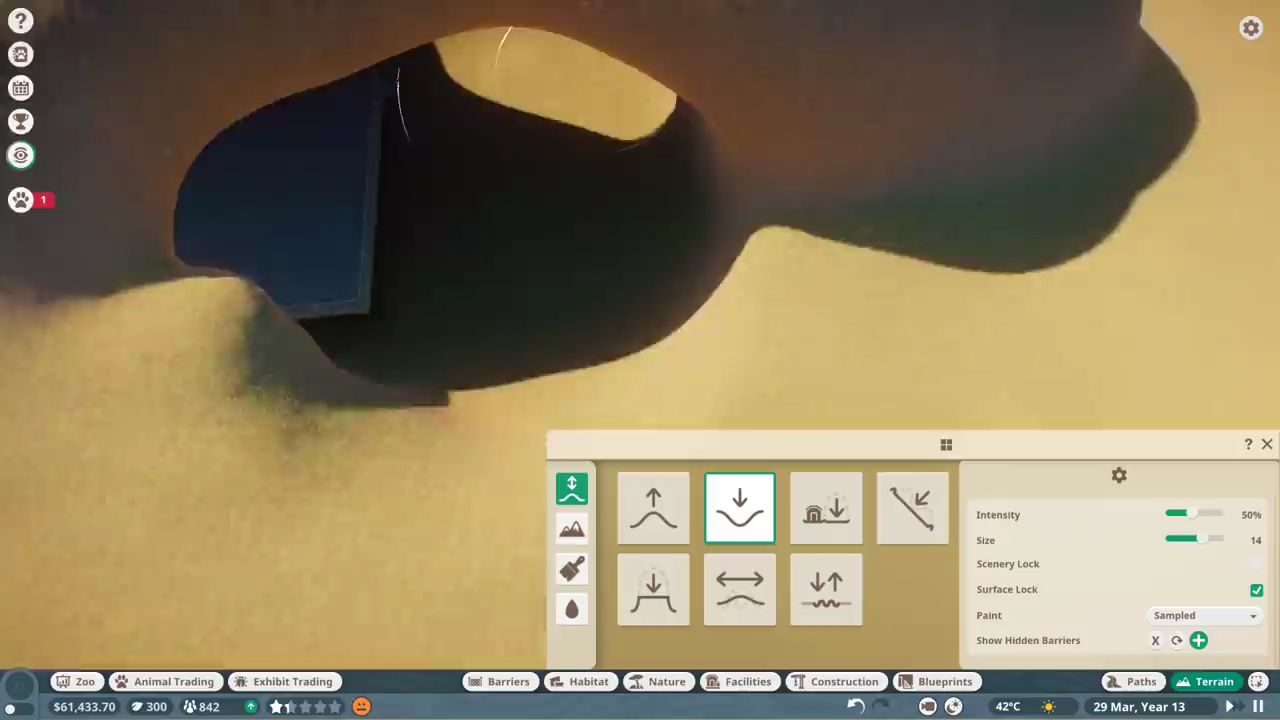 1
?
Intensity 50%
Size 14
Scenery Lock
Surface Lock
Paint Sampled
Show Hidden Barriers X
Zoo Animal Trading Exhibit Trading Barriers Habitat Nature Facilities Construction Blueprints Paths Terrain
$61,433.70 300 842 42°C 29 Mar, Year 13